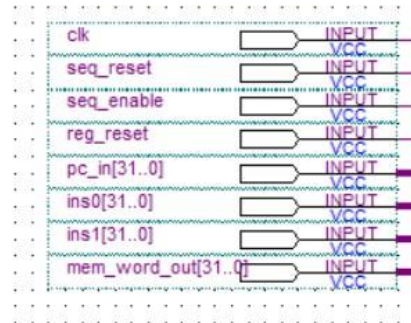 clk INPUT
VCC
seq_reset INPUT
VCC
seq_enable INPUT
VCC
reg_reset INPUT
VCC
pc_in[31..0] INPUT
VCC
ins0[31..0] INPUT
VCC
ins1[31..0] INPUT
VCC
mem_word_out[31..0] INPUT
VCC